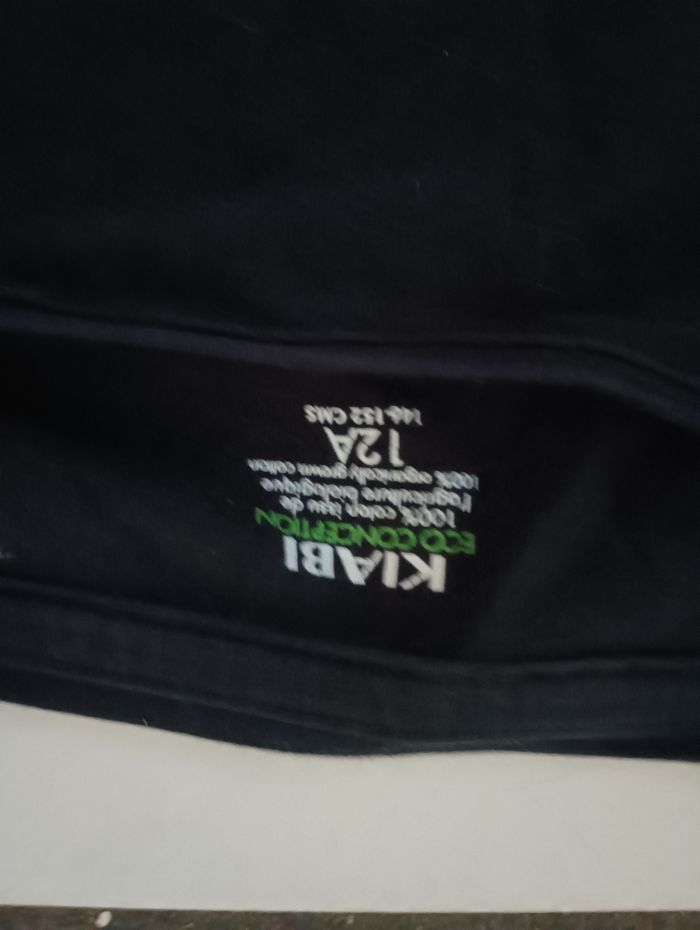 KIABI
ECO CONCEPTION
100% coton issu de
l'agriculture biologique
100% organically grown cotton
12A
146-152 CMS